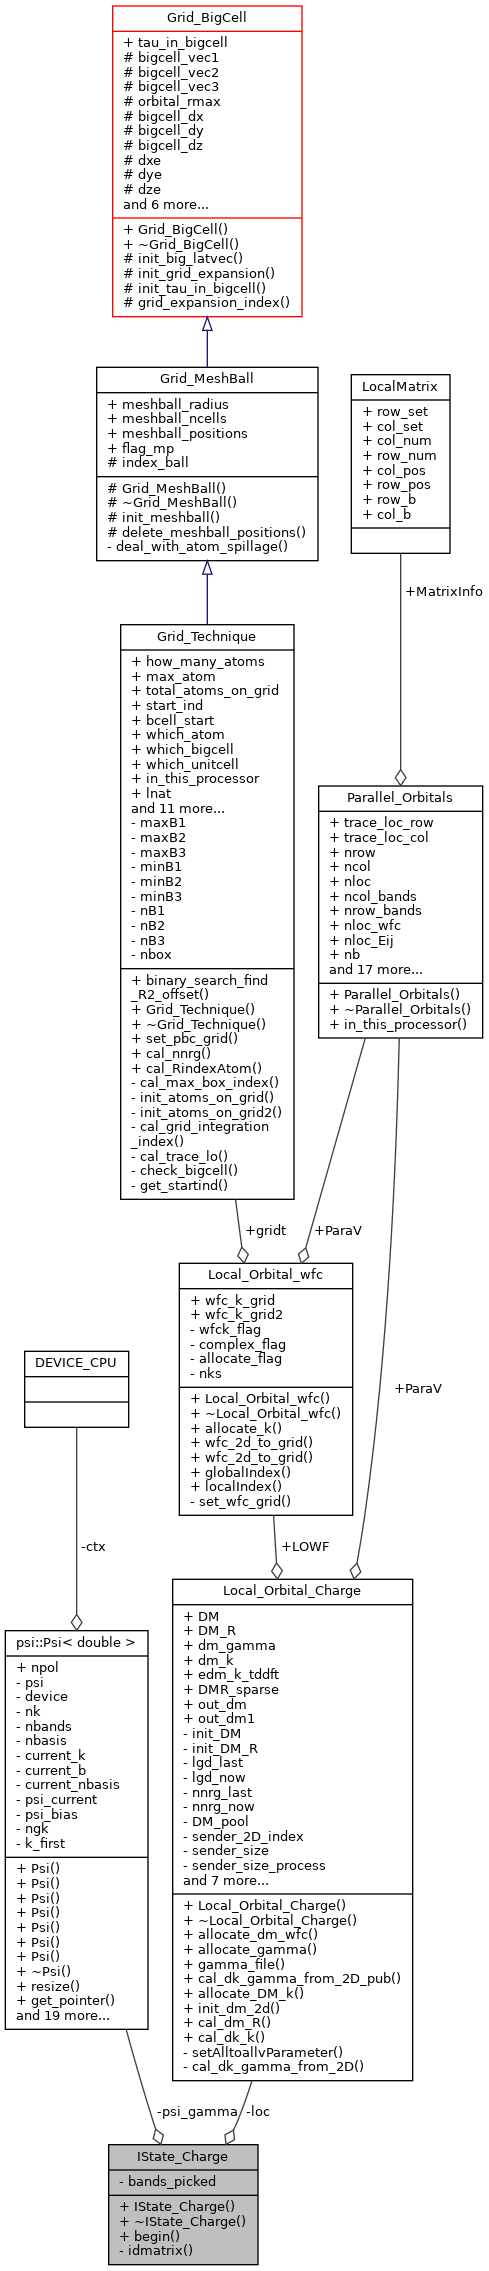 Grid_BigCell
+ tau_in_bigcell
# bigcell_vec1
# bigcell_vec2
# bigcell_vec3
# orbital_rmax
# bigcell_dx
# bigcell_dy
# bigcell_dz
# dxe
# dye
# dze
and 6 more...
+ Grid_BigCell()
+ ~Grid_BigCell()
# init_big_latvec()
# init_grid_expansion()
# init_tau_in_bigcell()
# grid_expansion_index()
Grid_MeshBall
+ meshball_radius
+ meshball_ncells
+ meshball_positions
+ flag_mp
# index_ball
# Grid_MeshBall()
# ~Grid_MeshBall()
# init_meshball()
# delete_meshball_positions()
- deal_with_atom_spillage()
LocalMatrix
+ row_set
+ col_set
+ col_num
+ row_num
+ col_pos
+ row_pos
+ row_b
+ col_b
+MatrixInfo
Grid_Technique
+ how_many_atoms
+ max_atom
+ total_atoms_on_grid
+ start_ind
+ bcell_start
+ which_atom
+ which_bigcell
+ which_unitcell
+ in_this_processor
+ lnat
and 11 more...
- maxB1
- maxB2
- maxB3
- minB1
- minB2
- minB3
- nB1
- nB2
- nB3
- nbox
+ binary_search_find
_R2_offset()
+ Grid_Technique()
+ ~Grid_Technique()
+ set_pbc_grid()
+ cal_nnrg()
+ cal_RindexAtom()
- cal_max_box_index()
- init_atoms_on_grid()
- init_atoms_on_grid2()
- cal_grid_integration
_index()
- cal_trace_lo()
- check_bigcell()
- get_startind()
Parallel_Orbitals
+ trace_loc_row
+ trace_loc_col
+ nrow
+ ncol
+ nloc
+ ncol_bands
+ nrow_bands
+ nloc_wfc
+ nloc_Eij
+ nb
and 17 more...
+ Parallel_Orbitals()
+ ~Parallel_Orbitals()
+ in_this_processor()
+gridt
+ParaV
Local_Orbital_wfc
+ wfc_k_grid
+ wfc_k_grid2
- wfck_flag
- complex_flag
- allocate_flag
- nks
+ Local_Orbital_wfc()
+ ~Local_Orbital_wfc()
+ allocate_k()
+ wfc_2d_to_grid()
+ wfc_2d_to_grid()
+ globalIndex()
+ localIndex()
- set_wfc_grid()
+ParaV
DEVICE_CPU
-ctx
+LOWF
psi::Psi< double >
+ npol
- psi
- device
- nk
- nbands
- nbasis
- current_k
- current_b
- current_nbasis
- psi_current
- psi_bias
- ngk
- k_first
+ Psi()
+ Psi()
+ Psi()
+ Psi()
+ Psi()
+ Psi()
+ Psi()
+ ~Psi()
+ resize()
+ get_pointer()
and 19 more...
Local_Orbital_Charge
+ DM
+ DM_R
+ dm_gamma
+ dm_k
+ edm_k_tddft
+ DMR_sparse
+ out_dm
+ out_dm1
- init_DM
- init_DM_R
- lgd_last
- lgd_now
- nnrg_last
- nnrg_now
- DM_pool
- sender_2D_index
- sender_size
- sender_size_process
and 7 more...
+ Local_Orbital_Charge()
+ ~Local_Orbital_Charge()
+ allocate_dm_wfc()
+ allocate_gamma()
+ gamma_file()
+ cal_dk_gamma_from_2D_pub()
+ allocate_DM_k()
+ init_dm_2d()
+ cal_dm_R()
+ cal_dk_k()
- setAlltoallvParameter()
- cal_dk_gamma_from_2D()
-psi_gamma
-loc
IState_Charge
- bands_picked
+ IState_Charge()
+ ~IState_Charge()
+ begin()
- idmatrix()